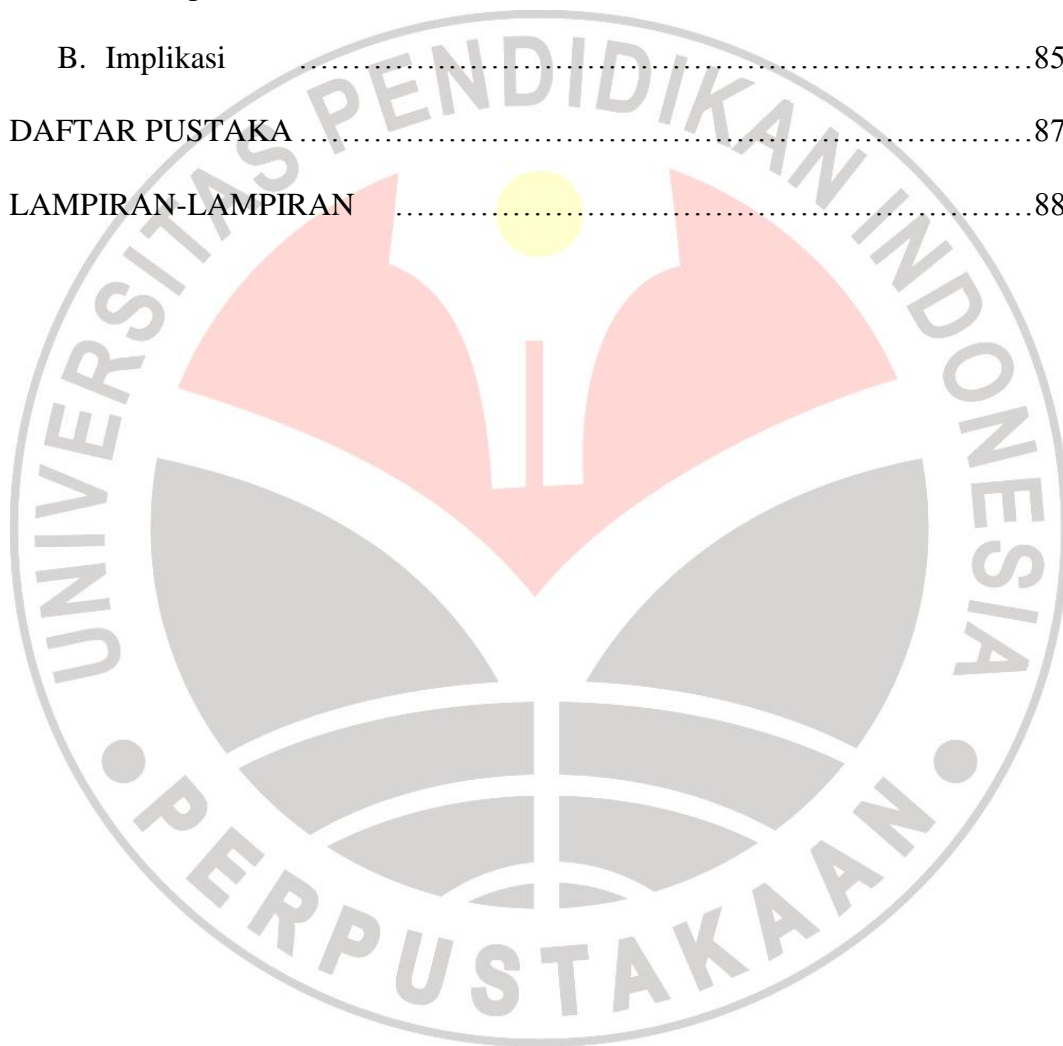 B. Implikasi ……………………………………………………………85
DAFTAR PUSTAKA ……………………………………………………………87
LAMPIRAN-LAMPIRAN ………………………………………………………88
UNIVERSITAS PENDIDIKAN INDONESIA
PERPUSTAKAAN